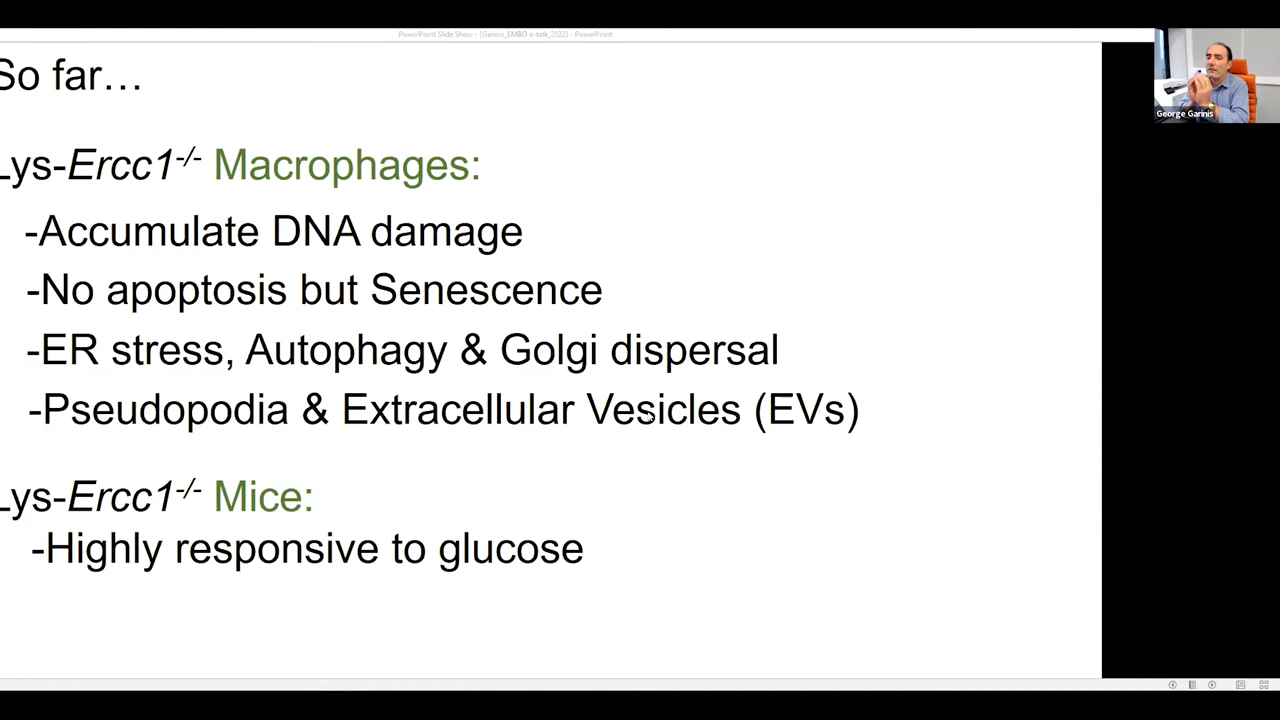 PowerPoint Slide Show - [Garinis_EMBO e-talk_2022] - PowerPoint
So far…
George Garinis
Lys-Ercc1-/- Macrophages:
-Accumulate DNA damage
-No apoptosis but Senescence
-ER stress, Autophagy & Golgi dispersal
-Pseudopodia & Extracellular Vesicles (EVs)
Lys-Ercc1-/- Mice:
-Highly responsive to glucose